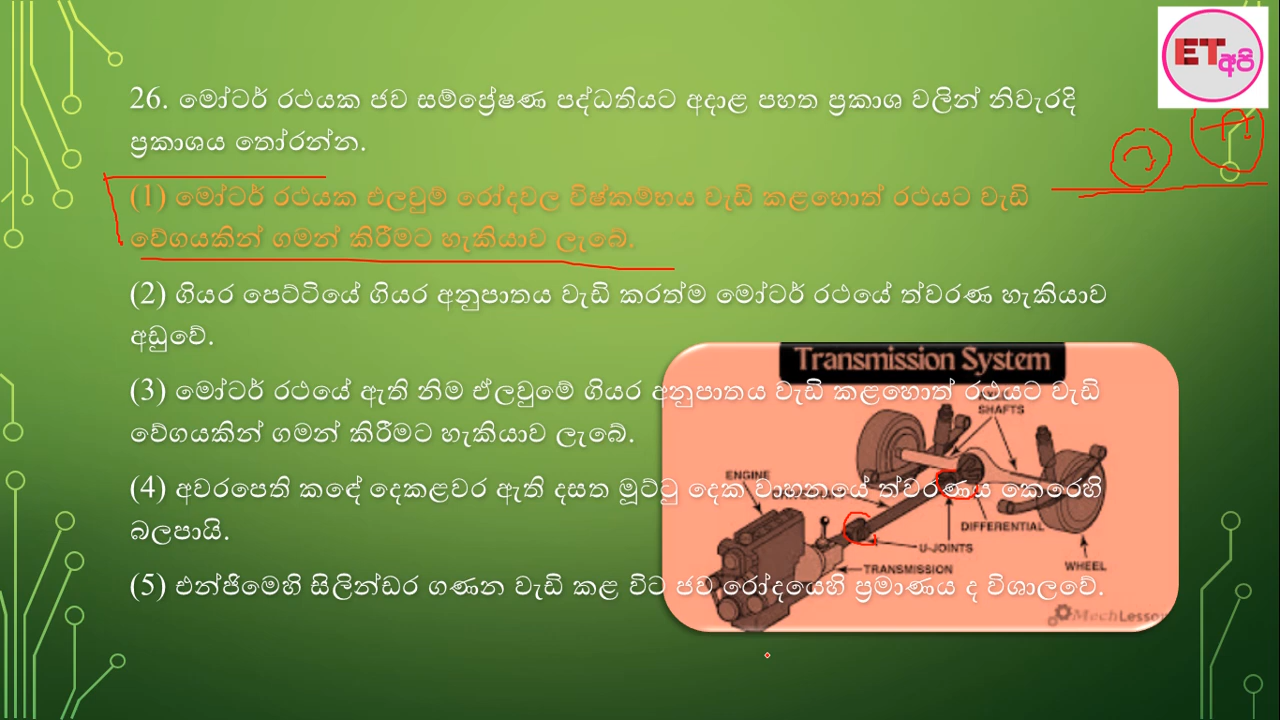 ET අපි
26. මෝටර් රථයක ජව සම්ප්‍රේෂණ පද්ධතියට අදාළ පහත ප්‍රකාශ වලින් නිවැරදි
ප්‍රකාශය තෝරන්න.
(1) මෝටර් රථයක එලවුම් රෝදවල විෂ්කම්භය වැඩි කළහොත් රථයට වැඩි
වේගයකින් ගමන් කිරීමට හැකියාව ලැබේ.
(2) ගියර පෙට්ටියේ ගියර අනුපාතය වැඩි කරත්ම මෝටර් රථයේ ත්වරණ හැකියාව
අඩුවේ.
Transmission System
(3) මෝටර් රථයේ ඇති නිම ඒලවුමේ ගියර අනුපාතය වැඩි කළහොත් රථයට වැඩි
වේගයකින් ගමන් කිරීමට හැකියාව ලැබේ.
SHAFTS
ENGINE
(4) අවරපෙති කඳේ දෙකළවර ඇති දසත මූට්ටු දෙක වාහනයේ ත්වරණය කෙරෙහි
බලපායි.
DIFFERENTIAL
U-JOINTS
TRANSMISSION
WHEEL
(5) එන්ජිමෙහි සිලින්ඩර ගණන වැඩි කළ විට ජව රෝදයෙහි ප්‍රමාණය ද විශාලවේ.
MechLesson